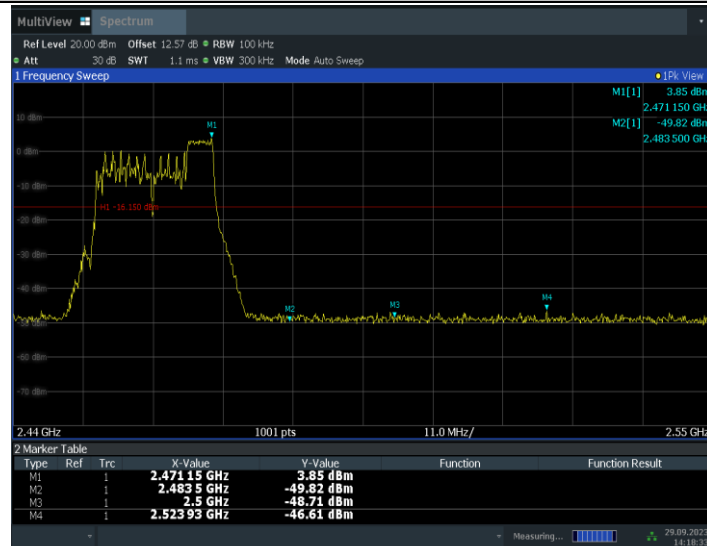 MultiView Spectrum
Ref Level 20.00 dBm Offset 12.57 dB RBW 100 kHz
Att 30 dB SWT 1.1 ms VBW 300 kHz Mode Auto Sweep
1 Frequency Sweep 1Pk View
M1[1] 3.85 dBm
2.471 150 GHz
M2[1] -49.82 dBm
2.483 500 GHz
10 dBm
M1
0 dBm
-10 dBm
H1 -16.150 dBm
-20 dBm
-30 dBm
-40 dBm
M2 M3 M4
-50 dBm
-60 dBm
-70 dBm
2.44 GHz 1001 pts 11.0 MHz/ 2.55 GHz
2 Marker Table
Type Ref Trc X-Value Y-Value Function Function Result
M1 1 2.471 15 GHz 3.85 dBm
M2 1 2.483 5 GHz -49.82 dBm
M3 1 2.5 GHz -48.71 dBm
M4 1 2.523 93 GHz -46.61 dBm
Measuring... 29.09.2023
14:18:33